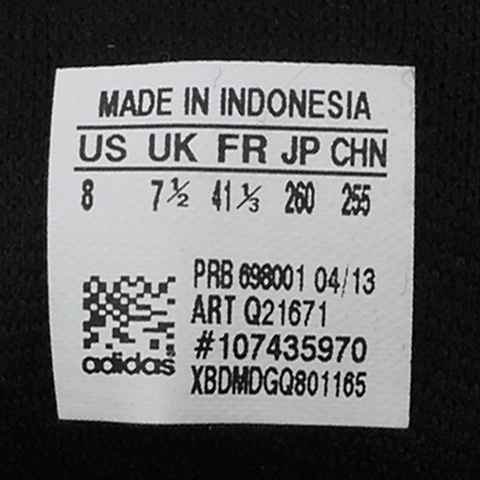 MADE IN INDONESIA
US UK FR JP CHN
8 7½ 41⅓ 260 255
PRB 698001 04/13
ART Q21671
#107435970
XBDMDGQ801165
adidas